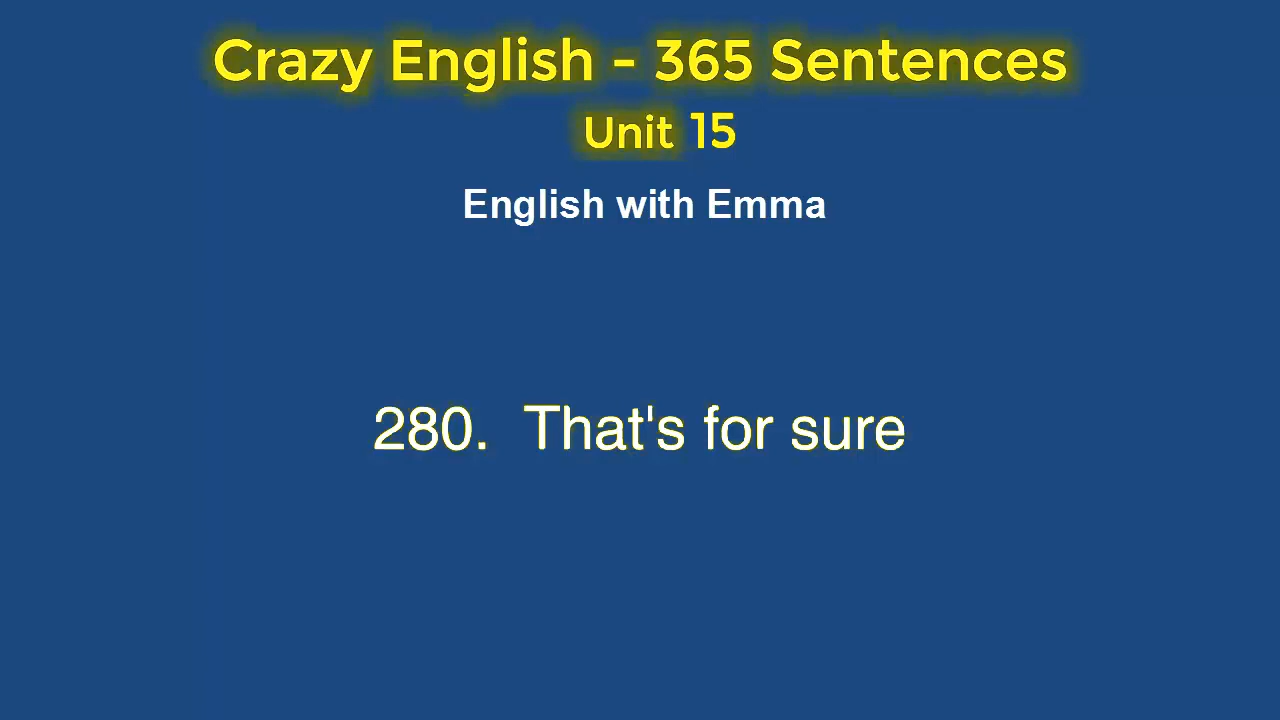 Crazy English - 365 Sentences
Unit 15
English with Emma
280. That's for sure